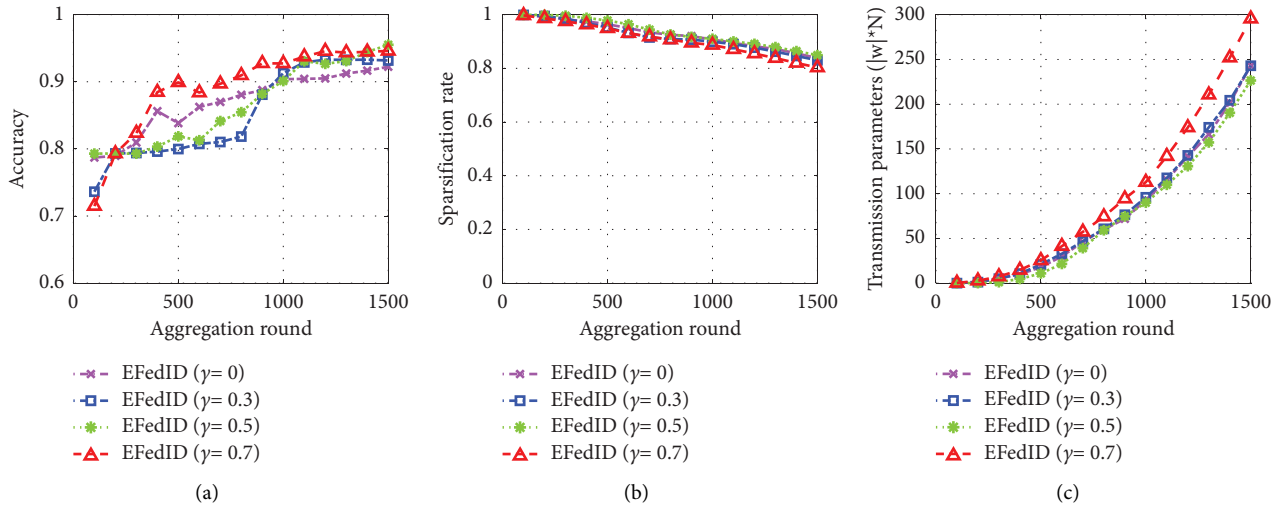 1
0.9
0.8
0.7
0.6
Accuracy
0 500 1000 1500
Aggregation round
EFedID (γ= 0)
EFedID (γ= 0.3)
EFedID (γ= 0.5)
EFedID (γ= 0.7)
(a)
1
0.8
0.6
0.4
0.2
0
Sparsification rate
0 500 1000 1500
Aggregation round
EFedID (γ= 0)
EFedID (γ= 0.3)
EFedID (γ= 0.5)
EFedID (γ= 0.7)
(b)
300
250
200
150
100
50
0
Transmission parameters (|w|*N)
0 500 1000 1500
Aggregation round
EFedID (γ= 0)
EFedID (γ= 0.3)
EFedID (γ= 0.5)
EFedID (γ= 0.7)
(c)